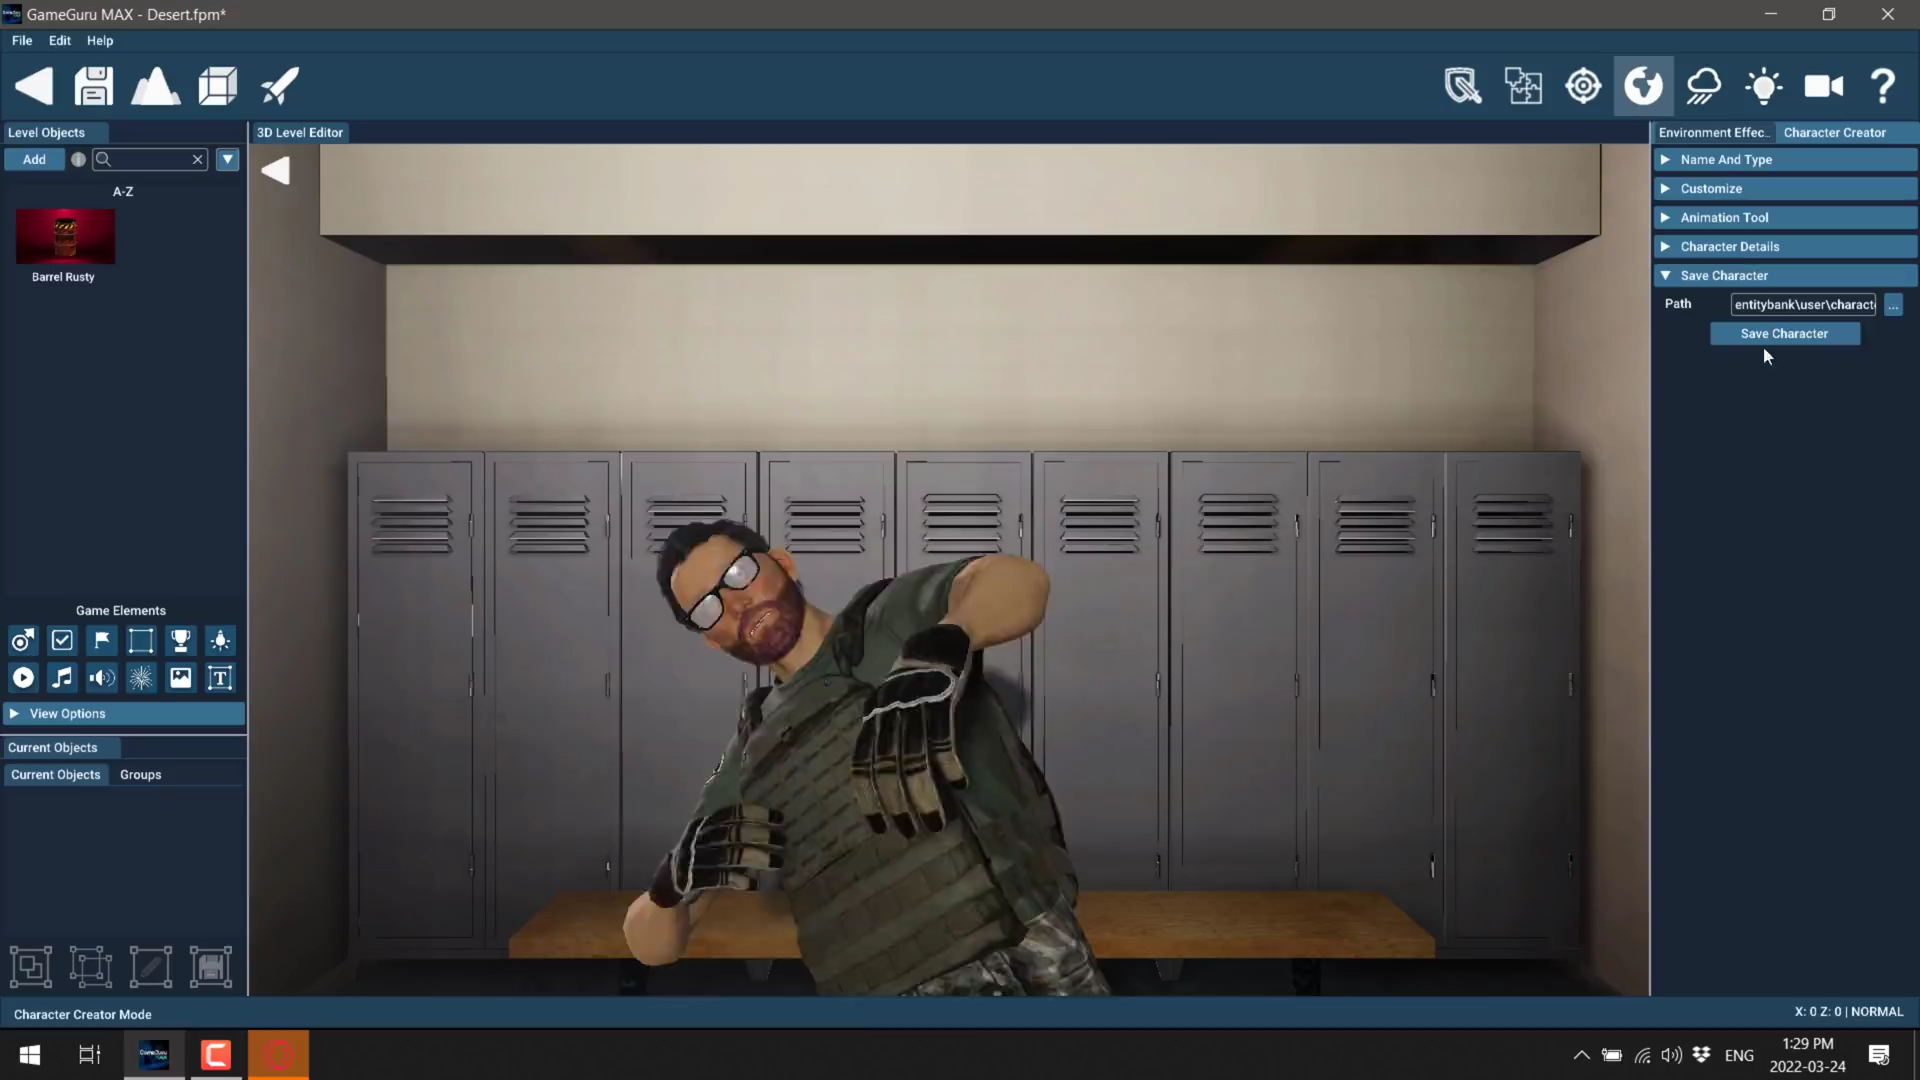 GameGuru MAX - Desert.fpm*
File Edit Help
Level Objects
3D Level Editor
Environment Effec..
Character Creator
Add
A-Z
Barrel Rusty
Name And Type
Customize
Animation Tool
Character Details
Save Character
Path
entitybank\user\charact
...
Save Character
Game Elements
View Options
Current Objects
Current Objects
Groups
Character Creator Mode
X: 0 Z: 0 | NORMAL
ENG
1:29 PM
2022-03-24